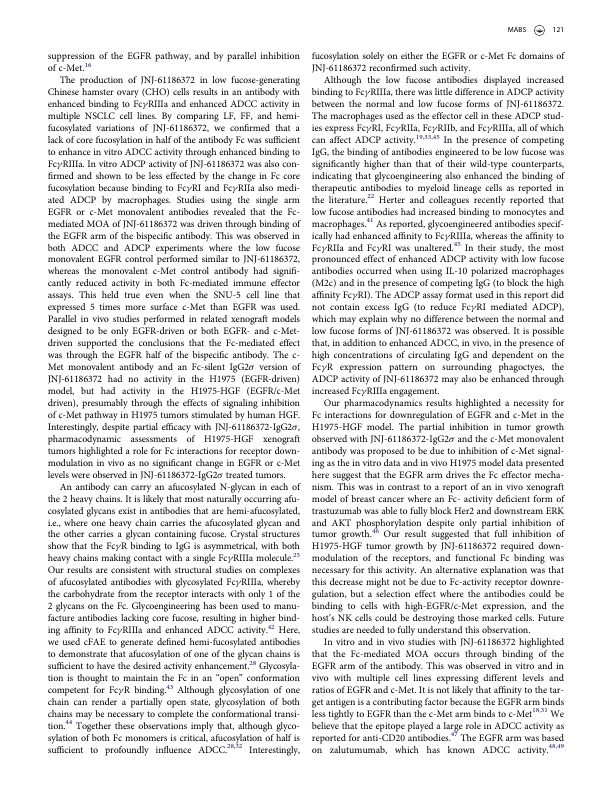 MABS 121
suppression of the EGFR pathway, and by parallel inhibition
of c-Met.16
The production of JNJ-61186372 in low fucose-generating
Chinese hamster ovary (CHO) cells results in an antibody with
enhanced binding to FcγRIIIa and enhanced ADCC activity in
multiple NSCLC cell lines. By comparing LF, FF, and hemi-
fucosylated variations of JNJ-61186372, we confirmed that a
lack of core fucosylation in half of the antibody Fc was sufficient
to enhance in vitro ADCC activity through enhanced binding to
FcγRIIIa. In vitro ADCP activity of JNJ-61186372 was also con-
firmed and shown to be less effected by the change in Fc core
fucosylation because binding to FcγRI and FcγRIIa also medi-
ated ADCP by macrophages. Studies using the single arm
EGFR or c-Met monovalent antibodies revealed that the Fc-
mediated MOA of JNJ-61186372 was driven through binding of
the EGFR arm of the bispecific antibody. This was observed in
both ADCC and ADCP experiments where the low fucose
monovalent EGFR control performed similar to JNJ-61186372,
whereas the monovalent c-Met control antibody had signifi-
cantly reduced activity in both Fc-mediated immune effector
assays. This held true even when the SNU-5 cell line that
expressed 5 times more surface c-Met than EGFR was used.
Parallel in vivo studies performed in related xenograft models
designed to be only EGFR-driven or both EGFR- and c-Met-
driven supported the conclusions that the Fc-mediated effect
was through the EGFR half of the bispecific antibody. The c-
Met monovalent antibody and an Fc-silent IgG2σ version of
JNJ-61186372 had no activity in the H1975 (EGFR-driven)
model, but had activity in the H1975-HGF (EGFR/c-Met
driven), presumably through the effects of signaling inhibition
of c-Met pathway in H1975 tumors stimulated by human HGF.
Interestingly, despite partial efficacy with JNJ-61186372-IgG2σ,
pharmacodynamic assessments of H1975-HGF xenograft
tumors highlighted a role for Fc interactions for receptor down-
modulation in vivo as no significant change in EGFR or c-Met
levels were observed in JNJ-61186372-IgG2σ treated tumors.
An antibody can carry an afucosylated N-glycan in each of
the 2 heavy chains. It is likely that most naturally occurring afu-
cosylated glycans exist in antibodies that are hemi-afucosylated,
i.e., where one heavy chain carries the afucosylated glycan and
the other carries a glycan containing fucose. Crystal structures
show that the FcγR binding to IgG is asymmetrical, with both
heavy chains making contact with a single FcγRIIIa molecule.25
Our results are consistent with structural studies on complexes
of afucosylated antibodies with glycosylated FcγRIIIa, whereby
the carbohydrate from the receptor interacts with only 1 of the
2 glycans on the Fc. Glycoengineering has been used to manu-
facture antibodies lacking core fucose, resulting in higher bind-
ing affinity to FcγRIIIa and enhanced ADCC activity.42 Here,
we used cFAE to generate defined hemi-fucosylated antibodies
to demonstrate that afucosylation of one of the glycan chains is
sufficient to have the desired activity enhancement.28 Glycosyla-
tion is thought to maintain the Fc in an “open” conformation
competent for FcγR binding.43 Although glycosylation of one
chain can render a partially open state, glycosylation of both
chains may be necessary to complete the conformational transi-
tion.44 Together these observations imply that, although glyco-
sylation of both Fc monomers is critical, afucosylation of half is
sufficient to profoundly influence ADCC.28,32 Interestingly,
fucosylation solely on either the EGFR or c-Met Fc domains of
JNJ-61186372 reconfirmed such activity.
Although the low fucose antibodies displayed increased
binding to FcγRIIIa, there was little difference in ADCP activity
between the normal and low fucose forms of JNJ-61186372.
The macrophages used as the effector cell in these ADCP stud-
ies express FcγRI, FcγRIIa, FcγRIIb, and FcγRIIIa, all of which
can affect ADCP activity.19,33,45 In the presence of competing
IgG, the binding of antibodies engineered to be low fucose was
significantly higher than that of their wild-type counterparts,
indicating that glycoengineering also enhanced the binding of
therapeutic antibodies to myeloid lineage cells as reported in
the literature.22 Herter and colleagues recently reported that
low fucose antibodies had increased binding to monocytes and
macrophages.41 As reported, glycoengineered antibodies specif-
ically had enhanced affinity to FcγRIIIa, whereas the affinity to
FcγRIIa and FcγRI was unaltered.45 In their study, the most
pronounced effect of enhanced ADCP activity with low fucose
antibodies occurred when using IL-10 polarized macrophages
(M2c) and in the presence of competing IgG (to block the high
affinity FcγRI). The ADCP assay format used in this report did
not contain excess IgG (to reduce FcγRI mediated ADCP),
which may explain why no difference between the normal and
low fucose forms of JNJ-61186372 was observed. It is possible
that, in addition to enhanced ADCC, in vivo, in the presence of
high concentrations of circulating IgG and dependent on the
FcγR expression pattern on surrounding phagoctyes, the
ADCP activity of JNJ-61186372 may also be enhanced through
increased FcγRIIIa engagement.
Our pharmacodynamics results highlighted a necessity for
Fc interactions for downregulation of EGFR and c-Met in the
H1975-HGF model. The partial inhibition in tumor growth
observed with JNJ-61186372-IgG2σ and the c-Met monovalent
antibody was proposed to be due to inhibition of c-Met signal-
ing as the in vitro data and in vivo H1975 model data presented
here suggest that the EGFR arm drives the Fc effector mecha-
nism. This was in contrast to a report of an in vivo xenograft
model of breast cancer where an Fc- activity deficient form of
trastuzumab was able to fully block Her2 and downstream ERK
and AKT phosphorylation despite only partial inhibition of
tumor growth.46 Our result suggested that full inhibition of
H1975-HGF tumor growth by JNJ-61186372 required down-
modulation of the receptors, and functional Fc binding was
necessary for this activity. An alternative explanation was that
this decrease might not be due to Fc-activity receptor downre-
gulation, but a selection effect where the antibodies could be
binding to cells with high-EGFR/c-Met expression, and the
host’s NK cells could be destroying those marked cells. Future
studies are needed to fully understand this observation.
In vitro and in vivo studies with JNJ-61186372 highlighted
that the Fc-mediated MOA occurs through binding of the
EGFR arm of the antibody. This was observed in vitro and in
vivo with multiple cell lines expressing different levels and
ratios of EGFR and c-Met. It is not likely that affinity to the tar-
get antigen is a contributing factor because the EGFR arm binds
less tightly to EGFR than the c-Met arm binds to c-Met18,31 We
believe that the epitope played a large role in ADCC activity as
reported for anti-CD20 antibodies.47 The EGFR arm was based
on zalutumumab, which has known ADCC activity.48,49